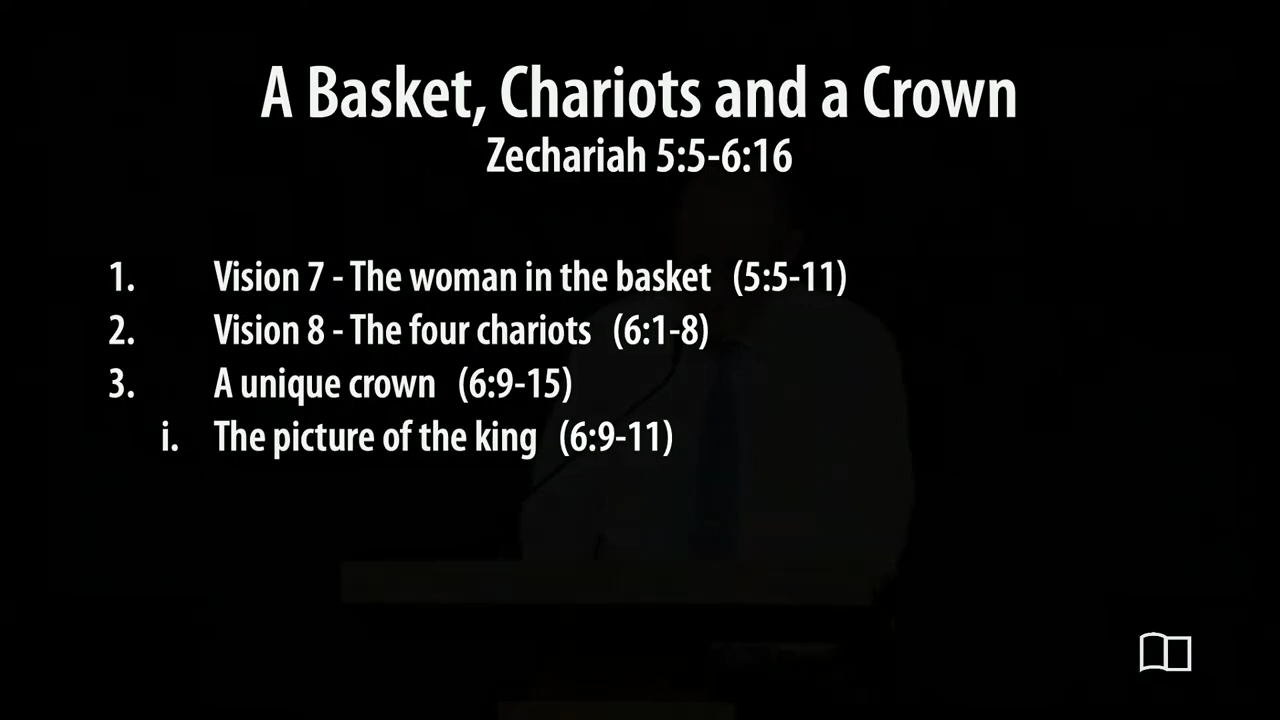 A Basket, Chariots and a Crown
Zechariah 5:5-6:16
1. Vision 7 - The woman in the basket (5:5-11)
2. Vision 8 - The four chariots (6:1-8)
3. A unique crown (6:9-15)
i. The picture of the king (6:9-11)